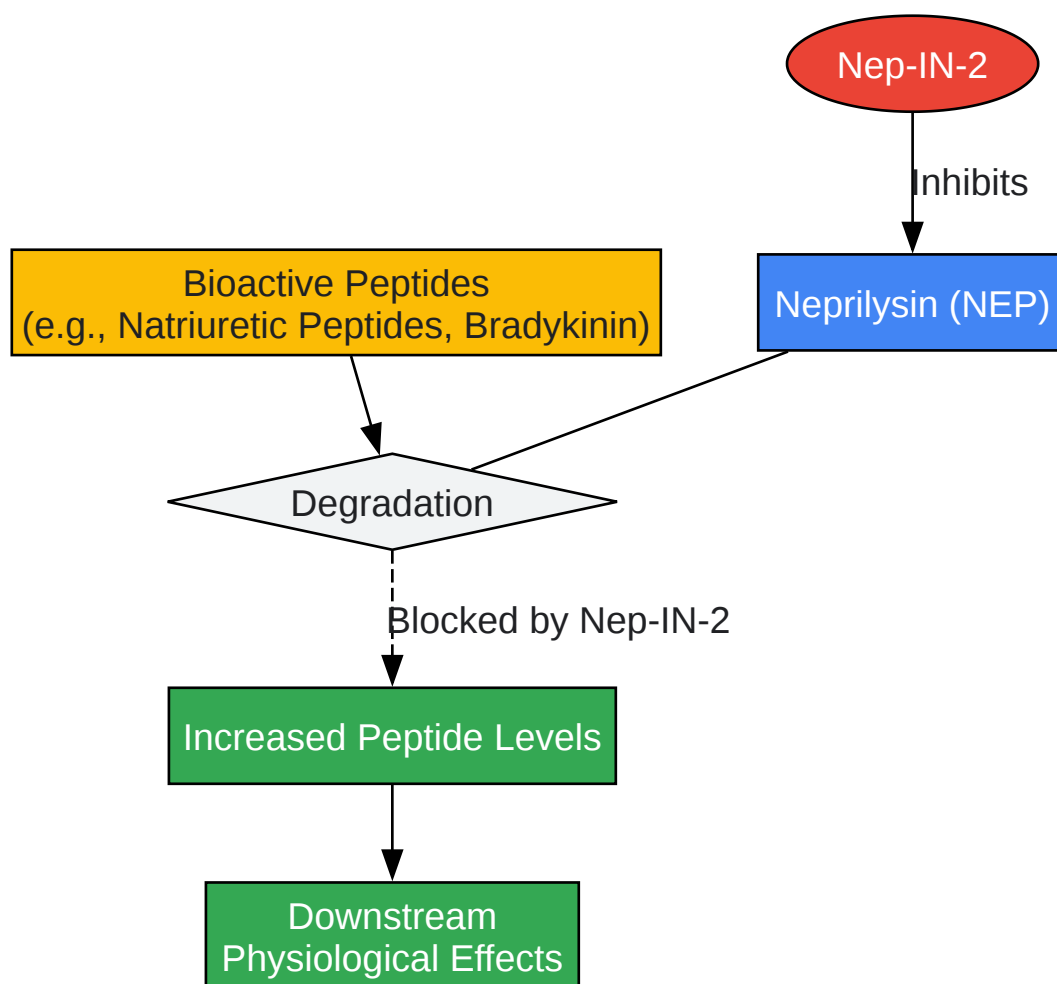 Nep-IN-2
Inhibits
Bioactive Peptides
(e.g., Natriuretic Peptides, Bradykinin)
Neprilysin (NEP)
Degradation
Blocked by Nep-IN-2
Increased Peptide Levels
Downstream
Physiological Effects